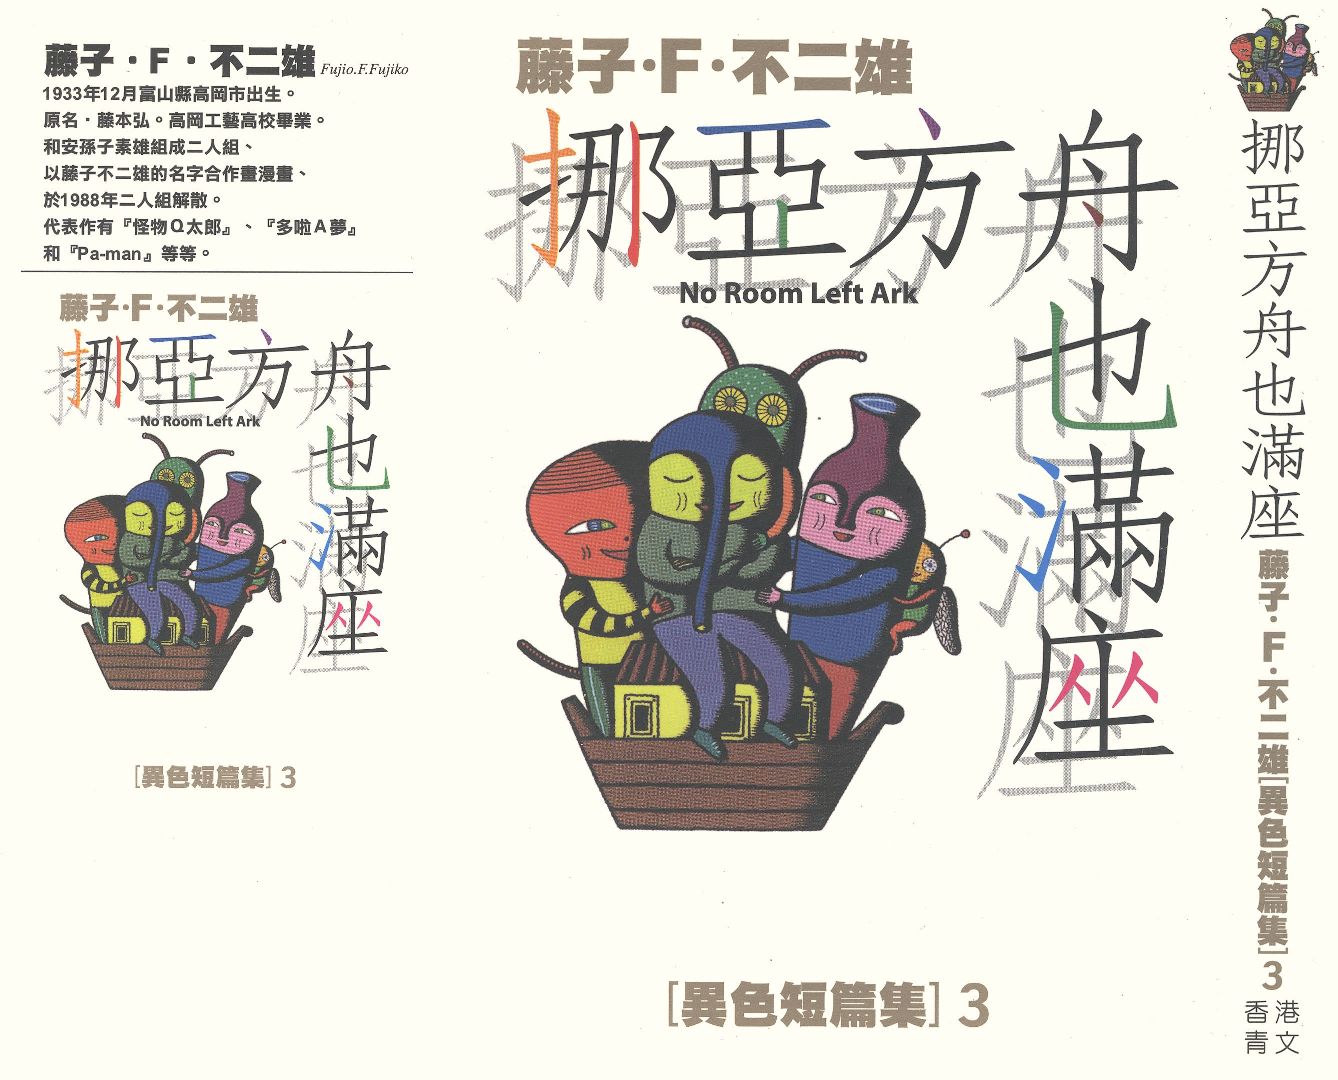 藤子・F・不二雄 Fujio.F.Fujiko
1933年12月富山縣高岡市出生。
原名・藤本弘。高岡工藝高校畢業。
和安孫子素雄組成二人組、
以藤子不二雄的名字合作畫漫畫、
於1988年二人組解散。
代表作有『怪物Q太郎』、『多啦A夢』
和『Pa-man』等等。
藤子・F・不二雄
挪亞方舟也滿座
No Room Left Ark
[異色短篇集] 3
藤子・F・不二雄
挪亞方舟也滿座
No Room Left Ark
[異色短篇集] 3
挪亞方舟也滿座
藤子・F・不二雄[異色短篇集]3
香港
青文